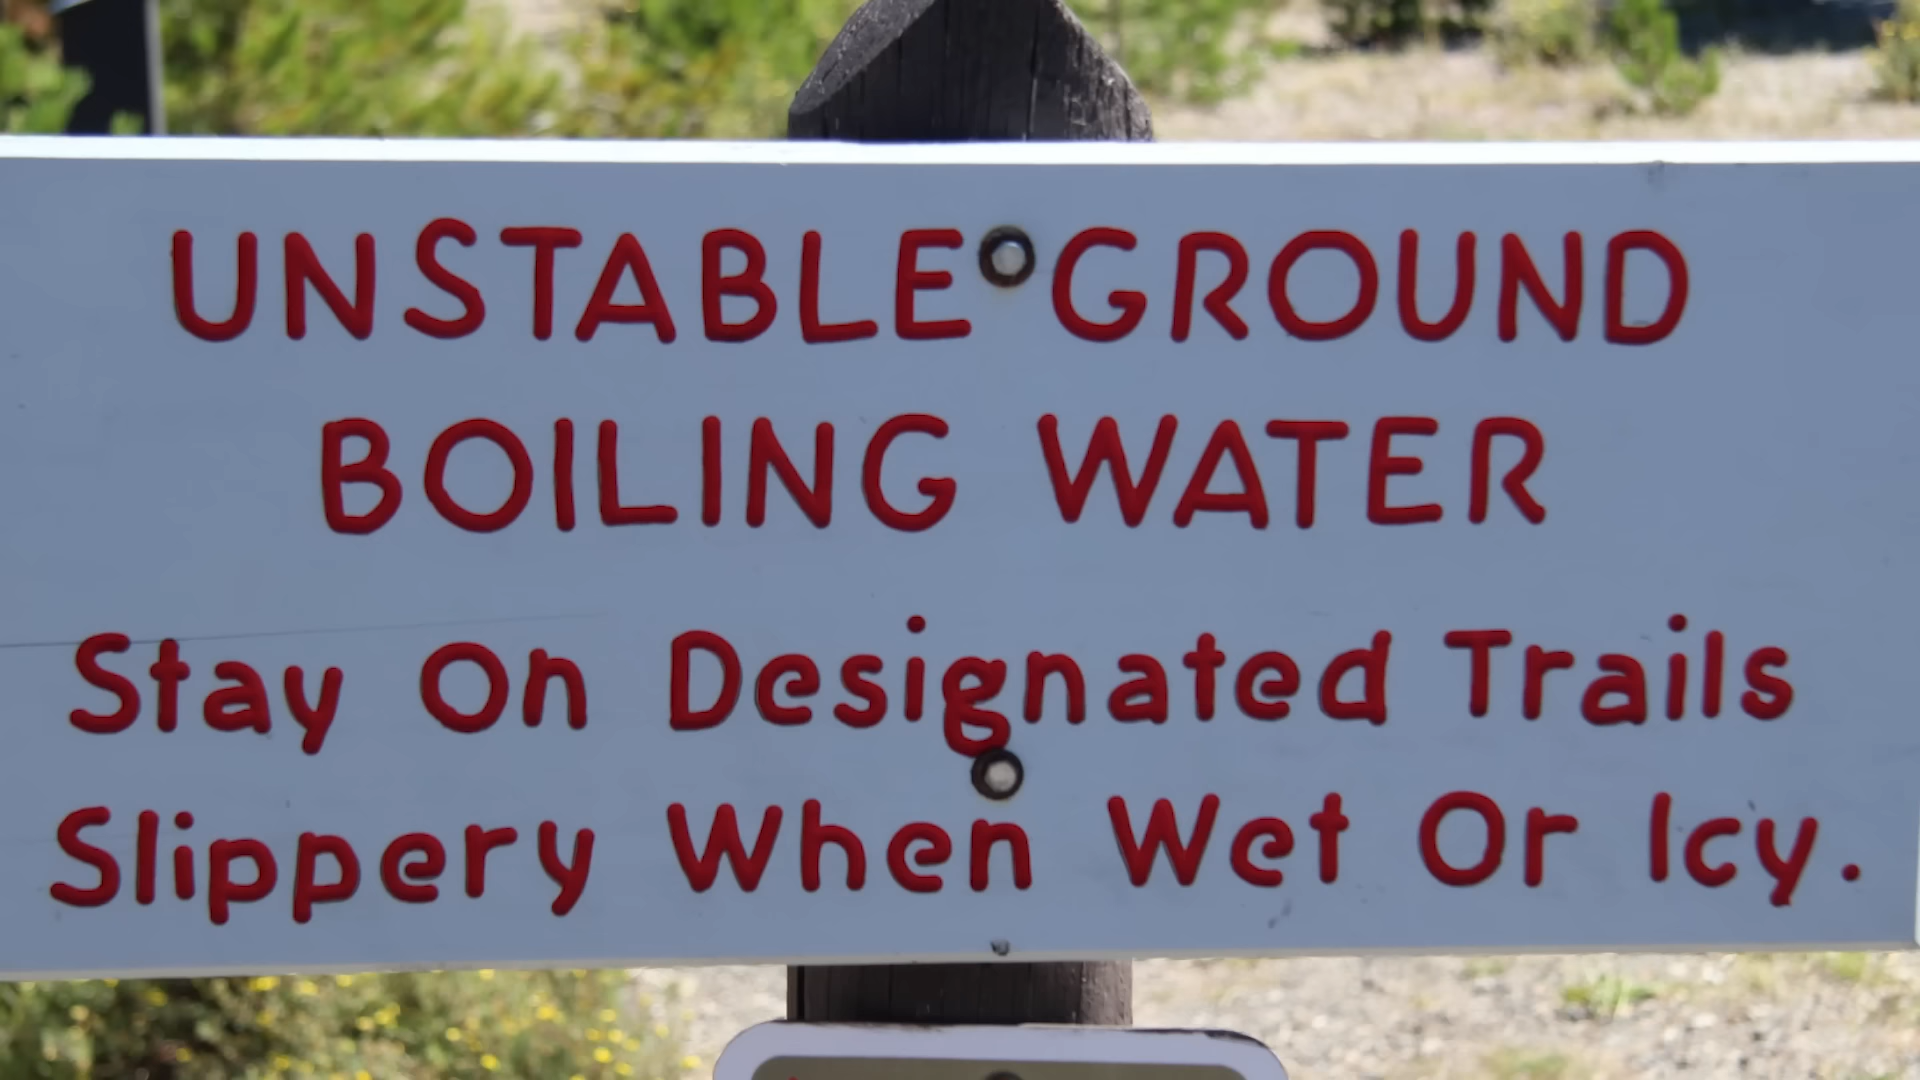 UNSTABLE GROUND
BOILING WATER
Stay On Designated Trails
Slippery When Wet Or Icy.